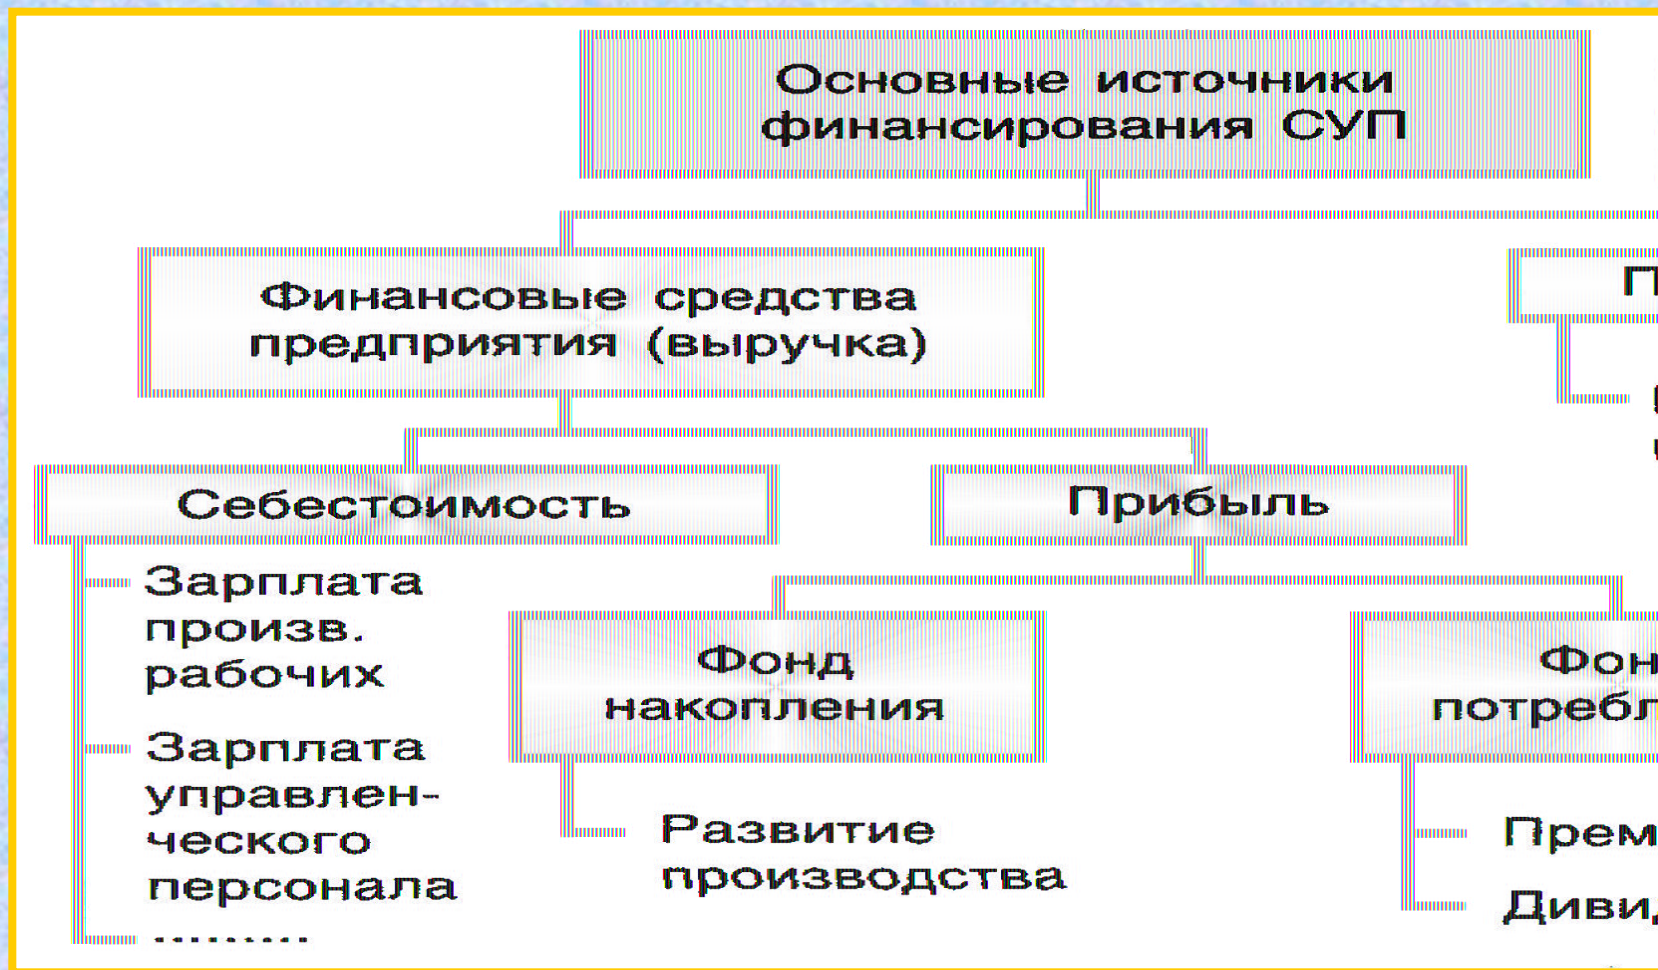 Основные источники
финансирования СУП
Финансовые средства
предприятия (выручка)
Себестоимость
Прибыль
Зарплата
произв.
рабочих
Зарплата
управлен-
ческого
персонала
Фонд
накопления
Развитие
производства